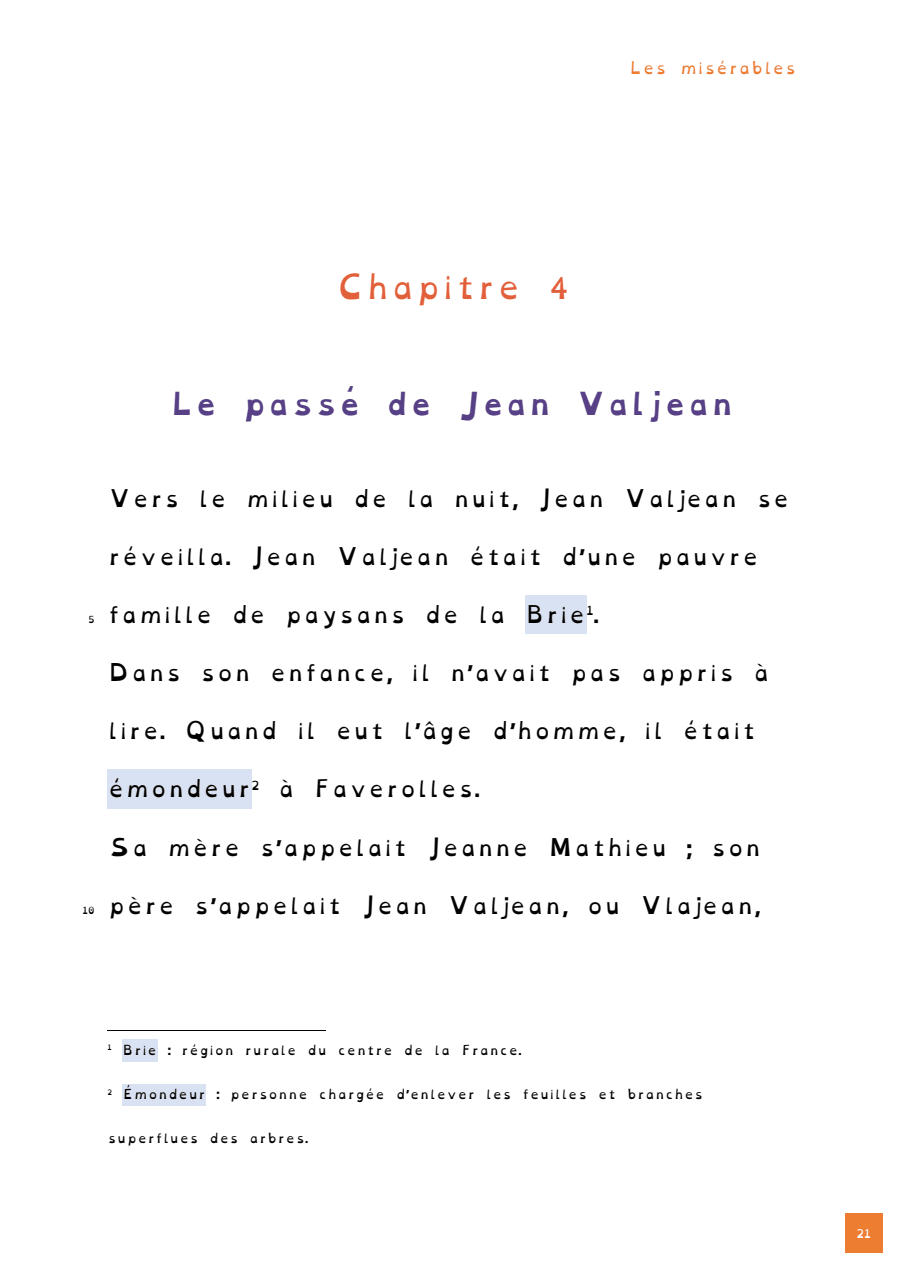 Les misérables
Chapitre 4
Le passé de Jean Valjean
Vers le milieu de la nuit, Jean Valjean se
réveilla. Jean Valjean était d’une pauvre
5 famille de paysans de la Brie¹.
Dans son enfance, il n’avait pas appris à
lire. Quand il eut l’âge d’homme, il était
émondeur² à Faverolles.
Sa mère s’appelait Jeanne Mathieu ; son
10 père s’appelait Jean Valjean, ou Vlajean,
¹ Brie : région rurale du centre de la France.
² Émondeur : personne chargée d’enlever les feuilles et branches
superflues des arbres.
21